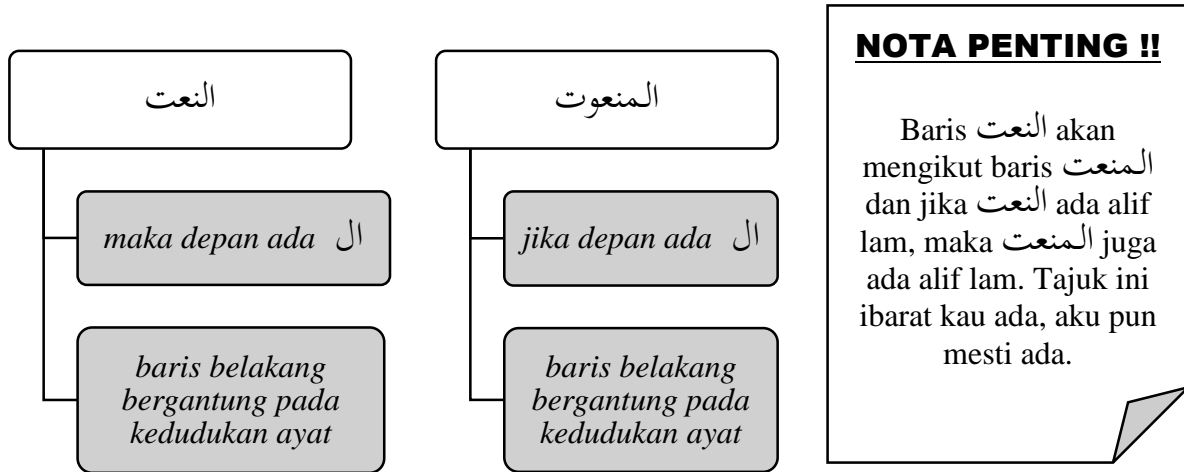 النعت
maka depan ada ال
baris belakang
bergantung pada
kedudukan ayat
المنعوت
jika depan ada ال
baris belakang
bergantung pada
kedudukan ayat
NOTA PENTING !!
Baris النعت akan
mengikut baris المنعت
dan jika النعت ada alif
lam, maka المنعت juga
ada alif lam. Tajuk ini
ibarat kau ada, aku pun
mesti ada.